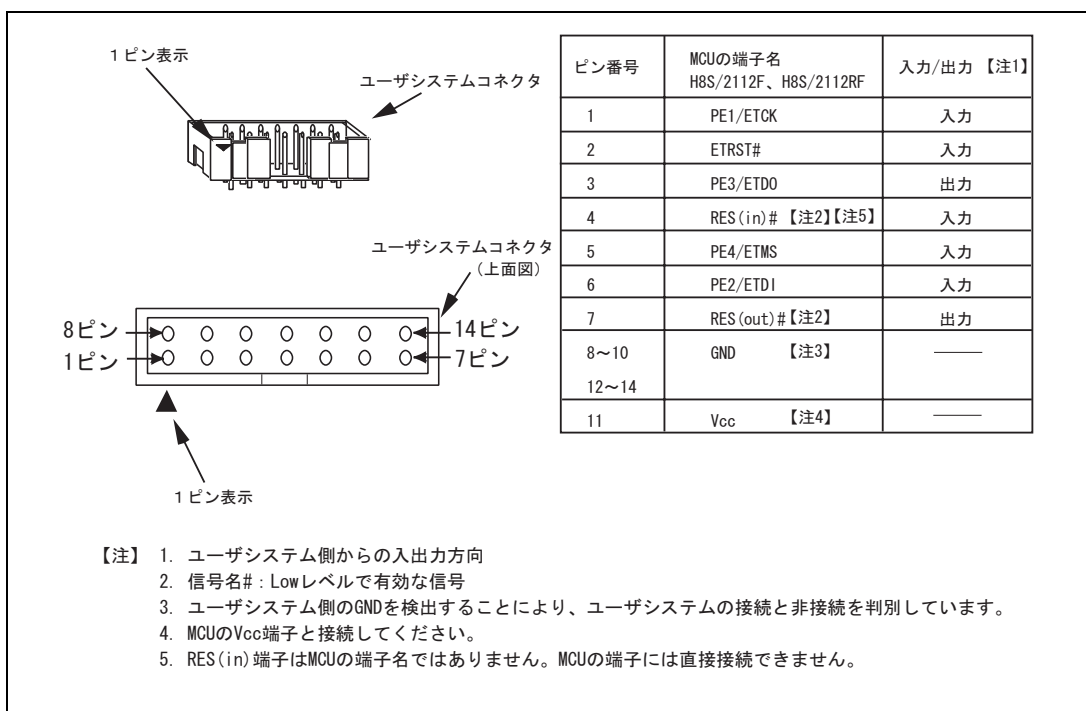 1ピン表示
ユーザシステムコネクタ
ユーザシステムコネクタ
(上面図)
8ピン
14ピン
1ピン
7ピン
1ピン表示
ピン番号 MCUの端子名 入力/出力 【注1】
H8S/2112F、H8S/2112RF
1 PE1/ETCK 入力
2 ETRST# 入力
3 PE3/ETDO 出力
4 RES(in)# 【注2】【注5】 入力
5 PE4/ETMS 入力
6 PE2/ETDI 入力
7 RES(out)#【注2】 出力
8～10 GND 【注3】 ――
12～14
11 Vcc 【注4】 ――
【注】 1. ユーザシステム側からの入出力方向
2. 信号名#：Lowレベルで有効な信号
3. ユーザシステム側のGNDを検出することにより、ユーザシステムの接続と非接続を判別しています。
4. MCUのVcc端子と接続してください。
5. RES(in)端子はMCUの端子名ではありません。MCUの端子には直接接続できません。